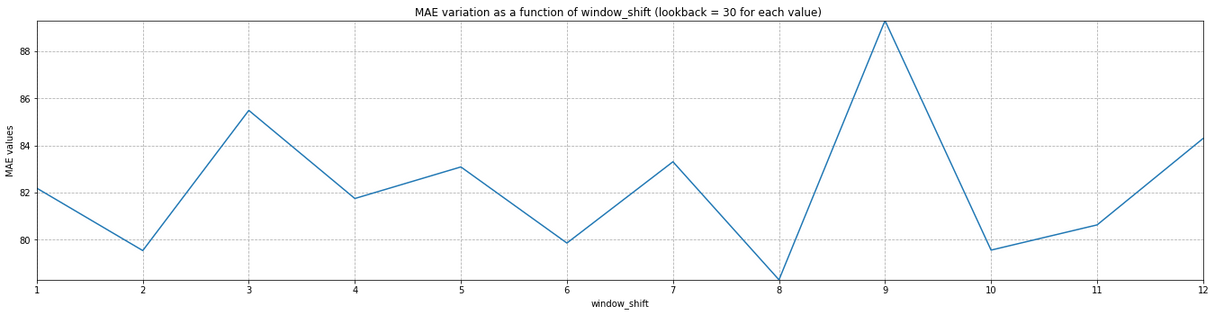 MAE variation as a function of window_shift (lookback = 30 for each value)
MAE values
88
86
84
82
80
1 2 3 4 5 6 7 8 9 10 11 12
window_shift